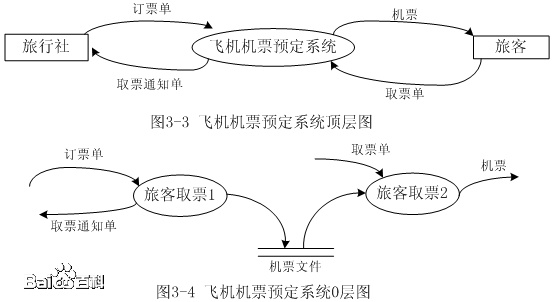 订票单
机票
旅行社
飞机机票预定系统
旅客
取票通知单
取票单
图3-3 飞机机票预定系统顶层图
订票单
取票单
机票
旅客取票1
旅客取票2
取票通知单
机票文件
Bai 百科
图3-4 飞机机票预定系统0层图